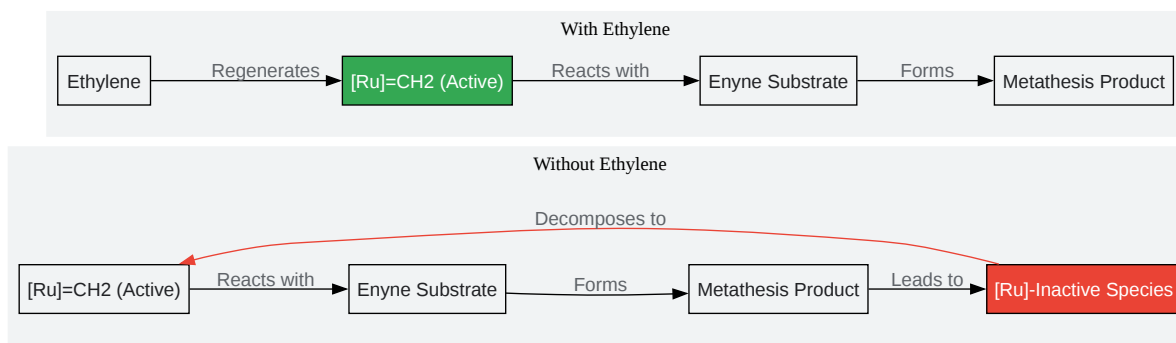 With Ethylene
Ethylene
Regenerates
[Ru]=CH2 (Active)
Reacts with
Enyne Substrate
Forms
Metathesis Product
Without Ethylene
Decomposes to
[Ru]=CH2 (Active)
Reacts with
Enyne Substrate
Forms
Metathesis Product
Leads to
[Ru]-Inactive Species